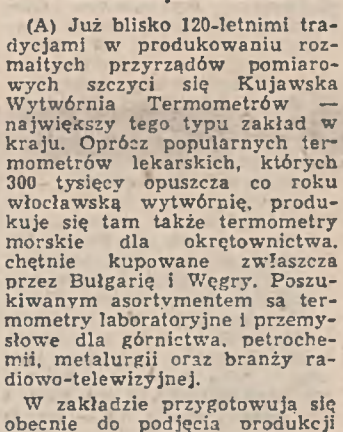 (A) Już blisko 120-letnimi tra-
dycjami w produkowaniu roz-
maitych przyrządów pomiaro-
wych szczyci się Kujawska
Wytwórnia Termometrów —
największy tego typu zakład w
kraju. Oprócz popularnych ter-
mometrów lekarskich, których
300 tysięcy opuszcza co roku
włocławską wytwórnię, produ-
kuje się tam także termometry
morskie dla okrętownictwa,
chętnie kupowane zwłaszcza
przez Bułgarię i Węgry. Poszu-
kiwanym asortymentem sa ter-
mometry laboratoryjne i przemy-
słowe dla górnictwa, petroche-
mii, metalurgii oraz branży ra-
diowo-telewizyjnej.
W zakładzie przygotowują się
obecnie do podjęcia produkcji